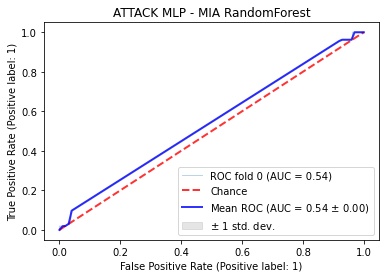 ATTACK MLP - MIA RandomForest
True Positive Rate (Positive label: 1)
1.0
0.8
0.6
0.4
0.2
0.0
ROC fold 0 (AUC = 0.54)
Chance
Mean ROC (AUC = 0.54 ± 0.00)
± 1 std. dev.
0.0 0.2 0.4 0.6 0.8 1.0
False Positive Rate (Positive label: 1)